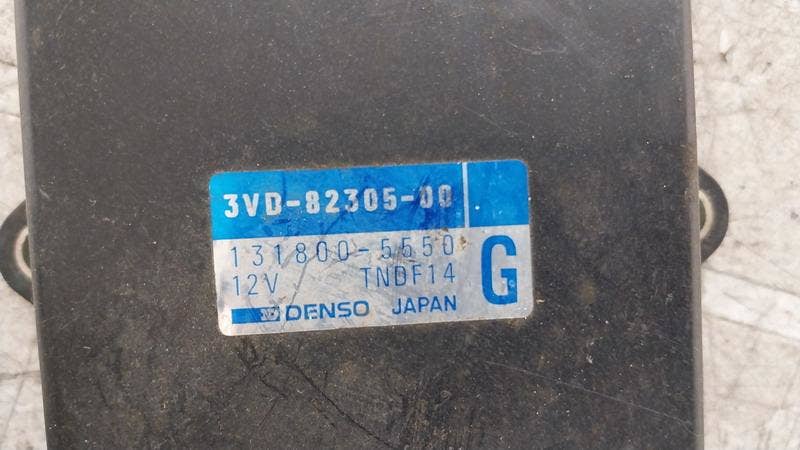 3VD-82305-00
131800-5550
12V TNDF14
G
DENSO JAPAN